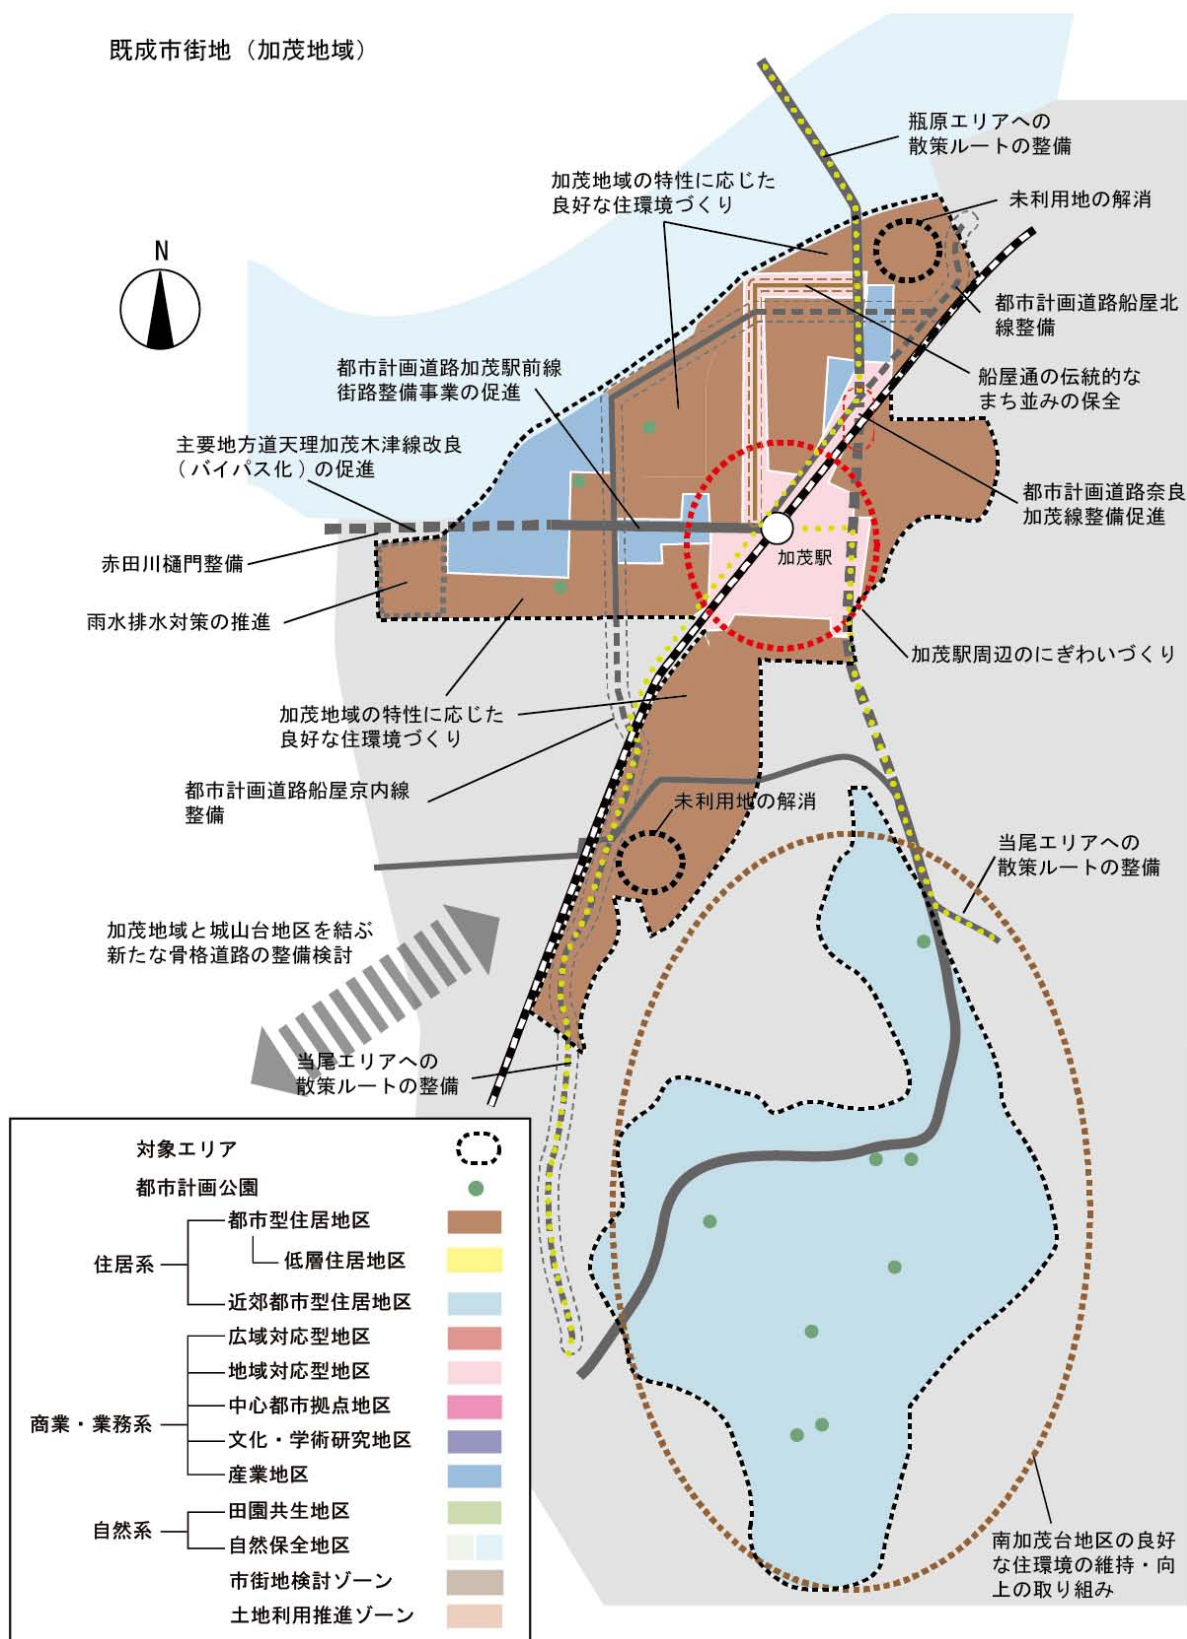 既成市街地（加茂地域）
瓶原エリアへの
散策ルートの整備
加茂地域の特性に応じた
良好な住環境づくり
未利用地の解消
N
都市計画道路船屋北
線整備
都市計画道路加茂駅前線
街路整備事業の促進
船屋通の伝統的な
まち並みの保全
主要地方道天理加茂木津線改良
（バイパス化）の促進
都市計画道路奈良
加茂線整備促進
赤田川樋門整備
加茂駅
雨水排水対策の推進
加茂駅周辺のにぎわいづくり
加茂地域の特性に応じた
良好な住環境づくり
都市計画道路船屋京内線
整備
未利用地の解消
当尾エリアへの
散策ルートの整備
加茂地域と城山台地区を結ぶ
新たな骨格道路の整備検討
当尾エリアへの
散策ルートの整備
対象エリア
都市計画公園
住居系
都市型住居地区
低層住居地区
近郊都市型住居地区
商業・業務系
広域対応型地区
地域対応型地区
中心都市拠点地区
文化・学術研究地区
産業地区
自然系
田園共生地区
自然保全地区
市街地検討ゾーン
土地利用推進ゾーン
南加茂台地区の良好
な住環境の維持・向
上の取り組み